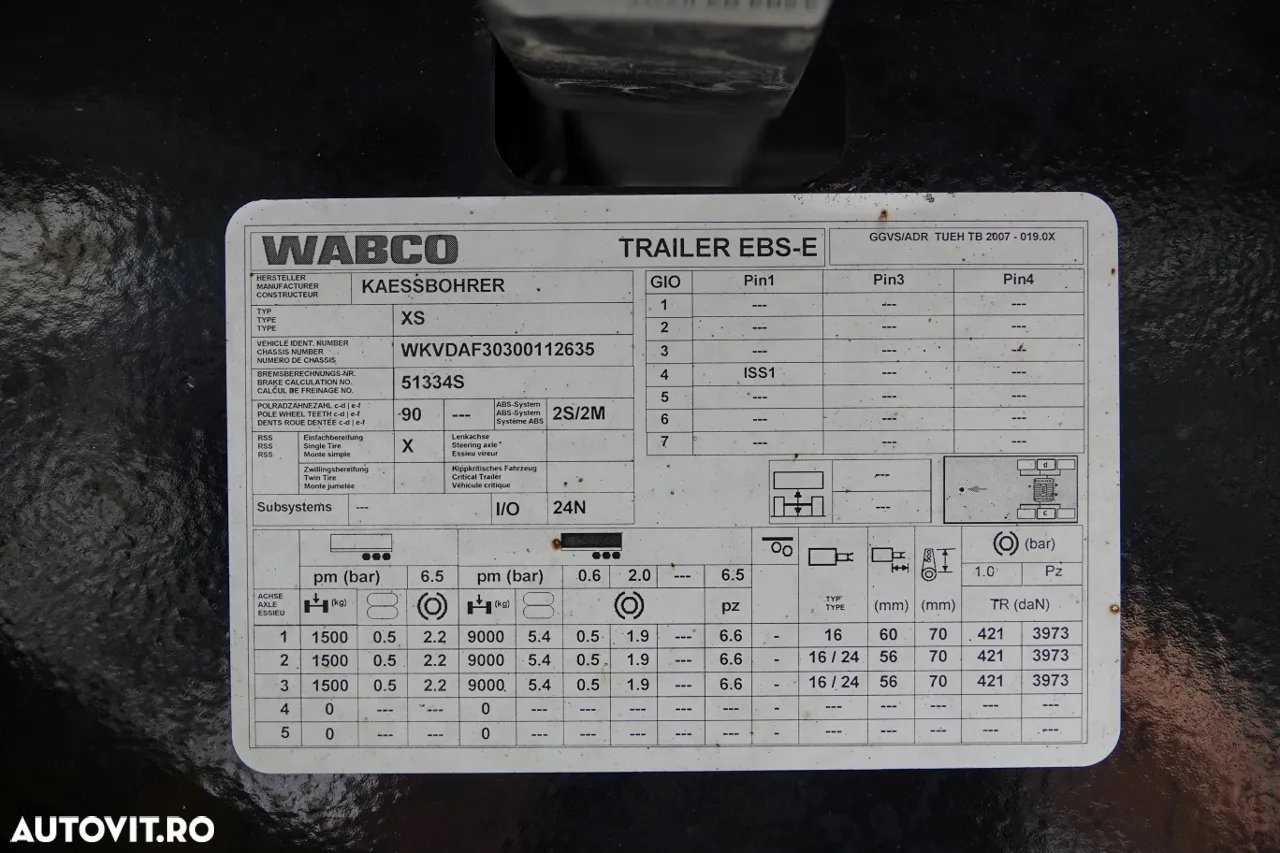 WABCO TRAILER EBS-E GGVS/ADR TUEH TB 2007 - 019.0X
HERSTELLER
MANUFACTURER
CONSTRUCTEUR
KAESSBOHRER
TYP
TYPE
TYPE
XS
VEHICLE IDENT. NUMBER
CHASSIS NUMBER
NUMERO DE CHASSIS
WKVDAF30300112635
BREMSBERECHNUNGS-NR.
BRAKE CALCULATION NO.
CALCUL DE FREINAGE NO.
51334S
POLRADZÄHNEZAHL c-d | e-f
POLE WHEEL TEETH c-d | e-f
DENTS ROUE DENTÉE c-d | e-f
90 ---
ABS-System
ABS-System
Système ABS
2S/2M
RSS
RSS
RSS
Einfachbereifung
Single Tire
Monte simple
X
Lenkachse
Steering axle
Essieu vireur
Zwillingsbereifung
Twin Tire
Monte jumelée
Kippkritisches Fahrzeug
Critical Trailer
Véhicule critique
Subsystems --- I/O 24N
GIO Pin1 Pin3 Pin4
1 --- --- ---
2 --- --- ---
3 --- --- ---
4 ISS1 --- ---
5 --- --- ---
6 --- --- ---
7 --- --- ---
---
---
d
c
(bar)
pm (bar) 6.5 pm (bar) 0.6 2.0 --- 6.5 1.0 Pz
ACHSE
AXLE
ESSIEU
(kg) (kg) pz
TYP
TYPE
(mm) (mm) TR (daN)
1 1500 0.5 2.2 9000 5.4 0.5 1.9 --- 6.6 - 16 60 70 421 3973
2 1500 0.5 2.2 9000 5.4 0.5 1.9 --- 6.6 - 16 / 24 56 70 421 3973
3 1500 0.5 2.2 9000 5.4 0.5 1.9 --- 6.6 - 16 / 24 56 70 421 3973
4 0 --- --- 0 --- --- --- --- --- - --- --- --- --- ---
5 0 --- --- 0 --- --- --- --- --- - --- --- --- --- ---
AUTOVIT.RO